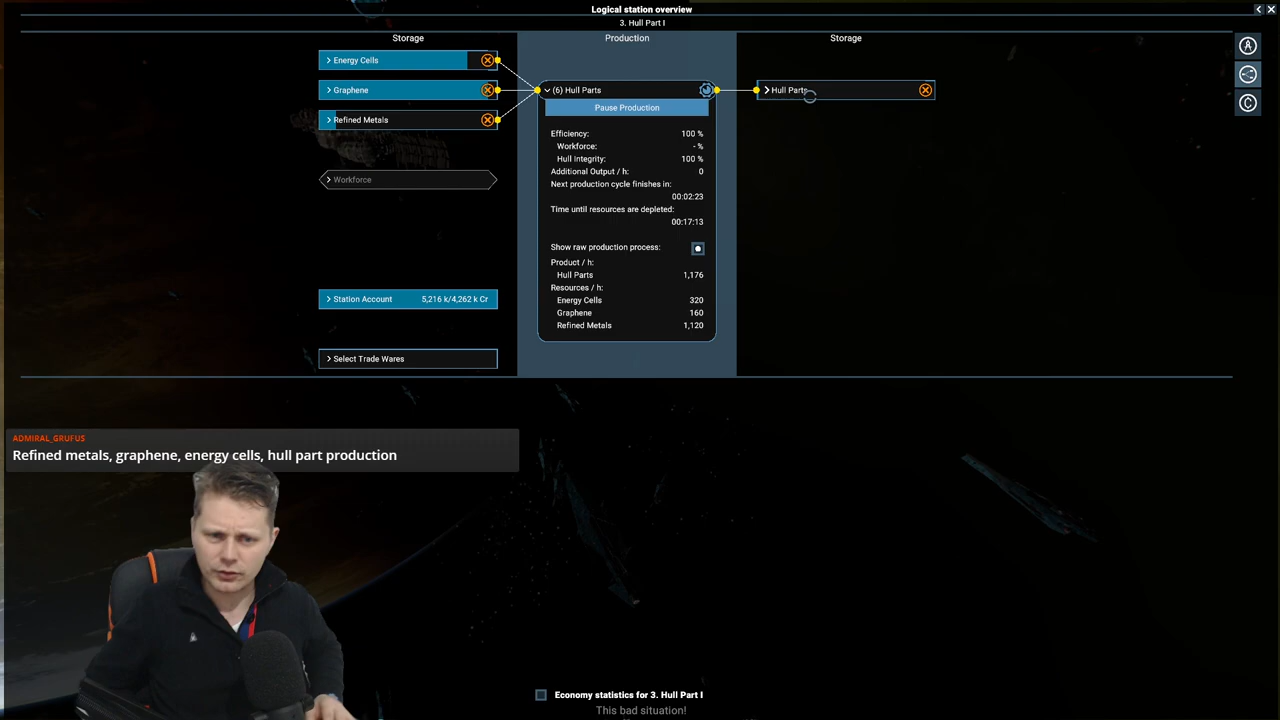 Logical station overview
3. Hull Part I
Storage
Production
Storage
Energy Cells
Graphene
Refined Metals
Workforce
Station Account 5,216 k/4,262 k Cr
Select Trade Wares
(6) Hull Parts
Pause Production
Efficiency: 100 %
Workforce: - %
Hull Integrity: 100 %
Additional Output / h: 0
Next production cycle finishes in:
00:02:23
Time until resources are depleted:
00:17:13
Show raw production process:
Product / h:
Hull Parts 1,176
Resources / h:
Energy Cells 320
Graphene 160
Refined Metals 1,120
Hull Parts
ADMIRAL_GRUFUS
Refined metals, graphene, energy cells, hull part production
Economy statistics for 3. Hull Part I
This bad situation!